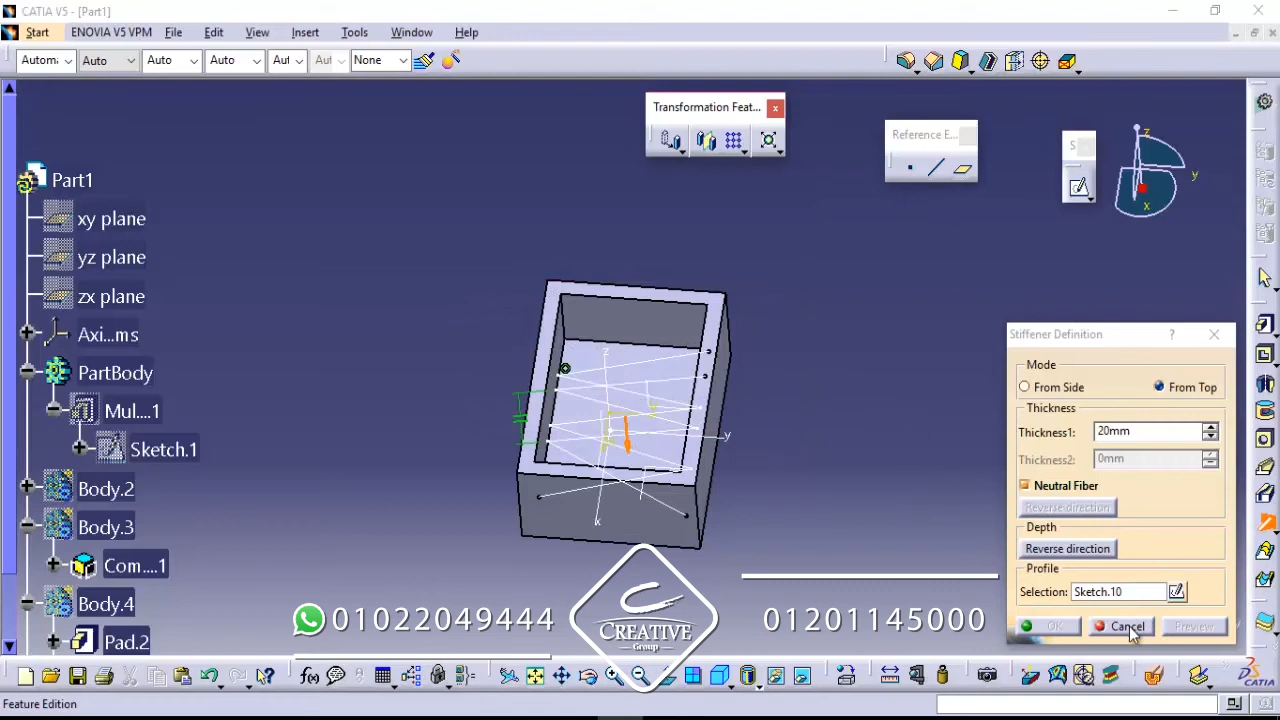 CATIA V5 - [Part1]
Start ENOVIA V5 VPM File Edit View Insert Tools Window Help
Autom Auto Auto Auto Aut Aut None
Transformation Feat... x
Reference E...
S
z
y
x
Part1
xy plane
yz plane
zx plane
Axi...ms
PartBody
Mul....1
Sketch.1
Body.2
Body.3
Com....1
Body.4
Pad.2
z
y
x
Stiffener Definition ?
Mode
From Side From Top
Thickness
Thickness1: 20mm
Thickness2: 0mm
Neutral Fiber
Reverse direction
Depth
Reverse direction
Profile
Selection: Sketch.10
OK Cancel Preview
01022049444
CREATIVE
Group
01201145000
f(x)
CATIA
Feature Edition